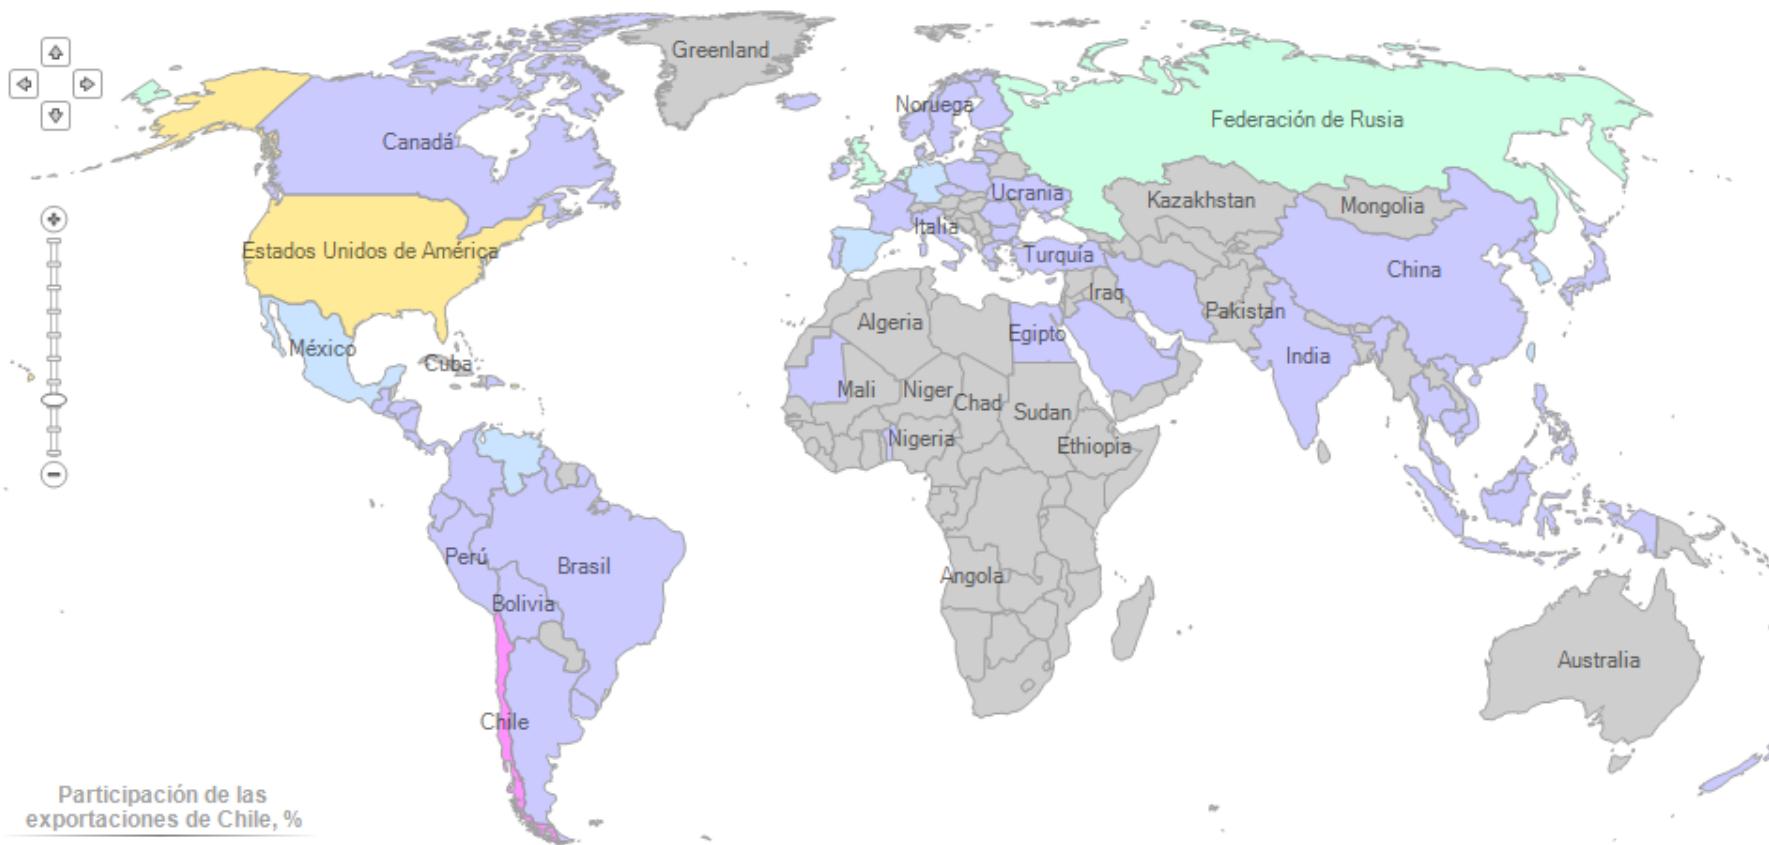 Greenland
Noruega
Federación de Rusia
Canadá
Ucrania
Kazakhstan
Mongolia
Italia
Estados Unidos de América
Turquía
China
Iraq
Pakistan
Algeria
Egipto
México
India
Cuba
Mali
Niger
Chad
Sudan
Nigeria
Ethiopia
Perú
Brasil
Angola
Bolivia
Australia
Chile
Participación de las
exportaciones de Chile, %